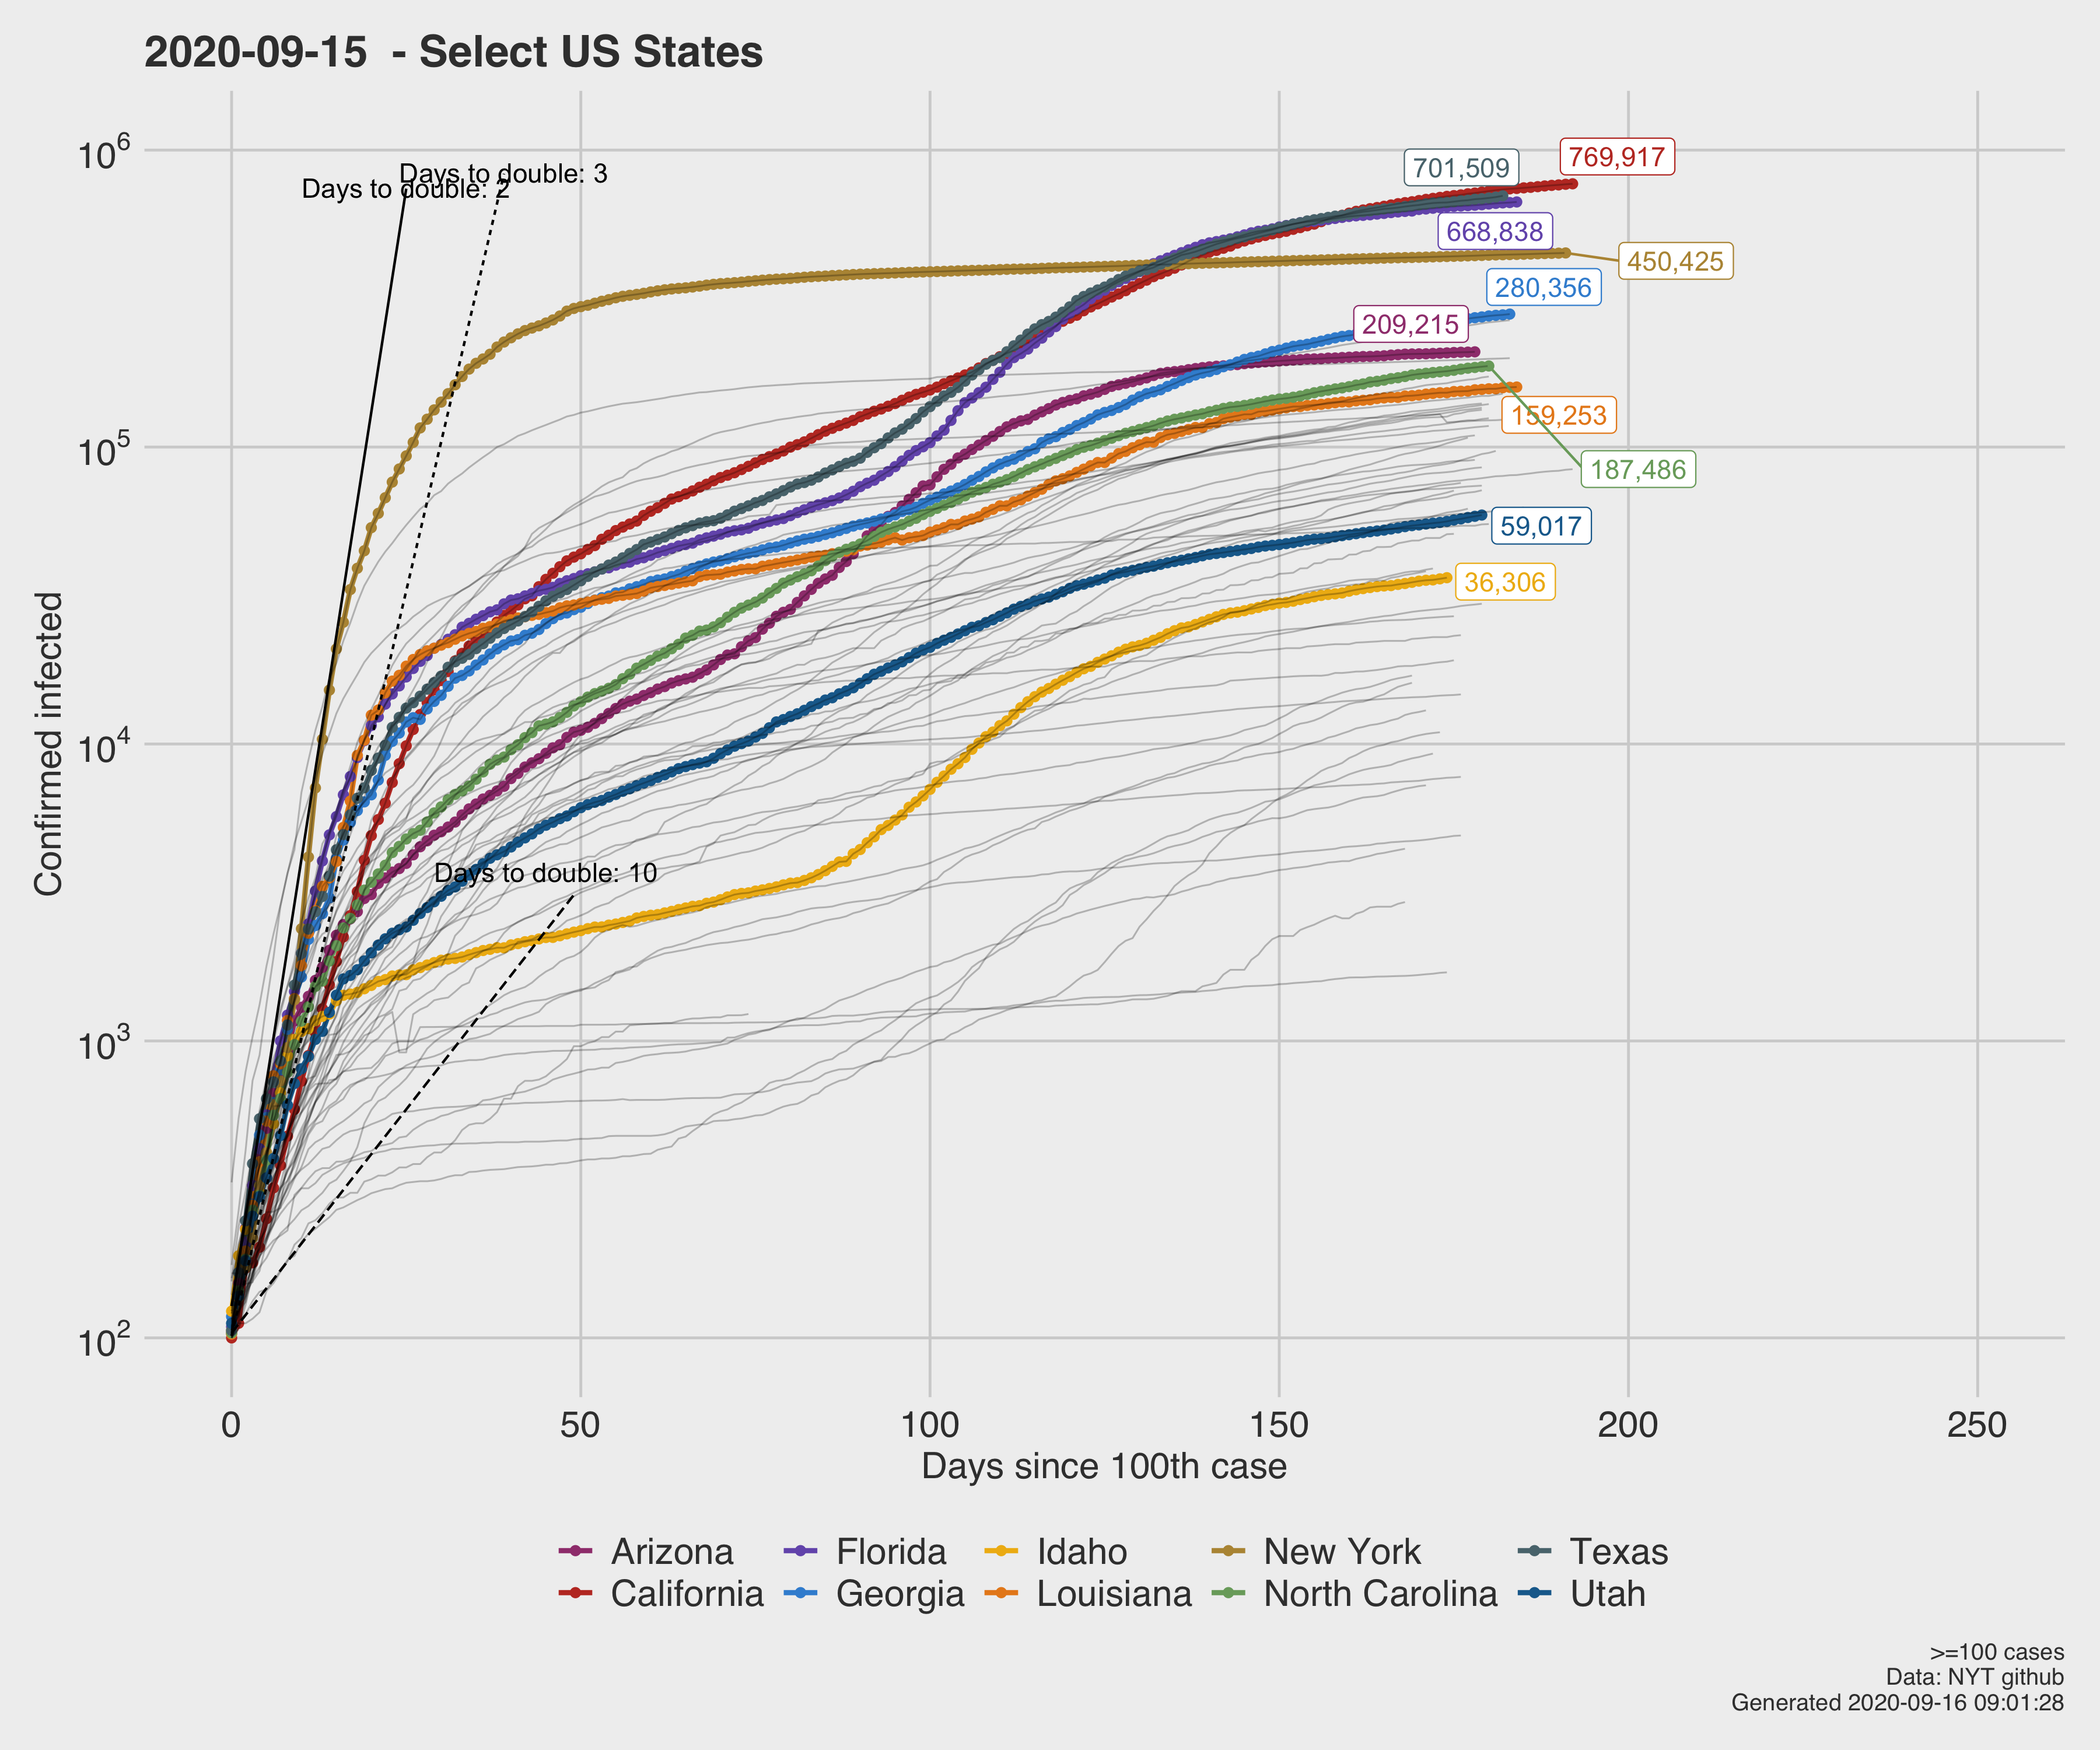 2020-09-15  - Select US States
10^6
10^5
10^4
10^3
10^2
Confirmed infected
Days to double: 2
Days to double: 3
Days to double: 10
769,917
701,509
668,838
450,425
280,356
209,215
159,253
187,486
59,017
36,306
0 50 100 150 200 250
Days since 100th case
Arizona Florida Idaho New York Texas
California Georgia Louisiana North Carolina Utah
>=100 cases
Data: NYT github
Generated 2020-09-16 09:01:28